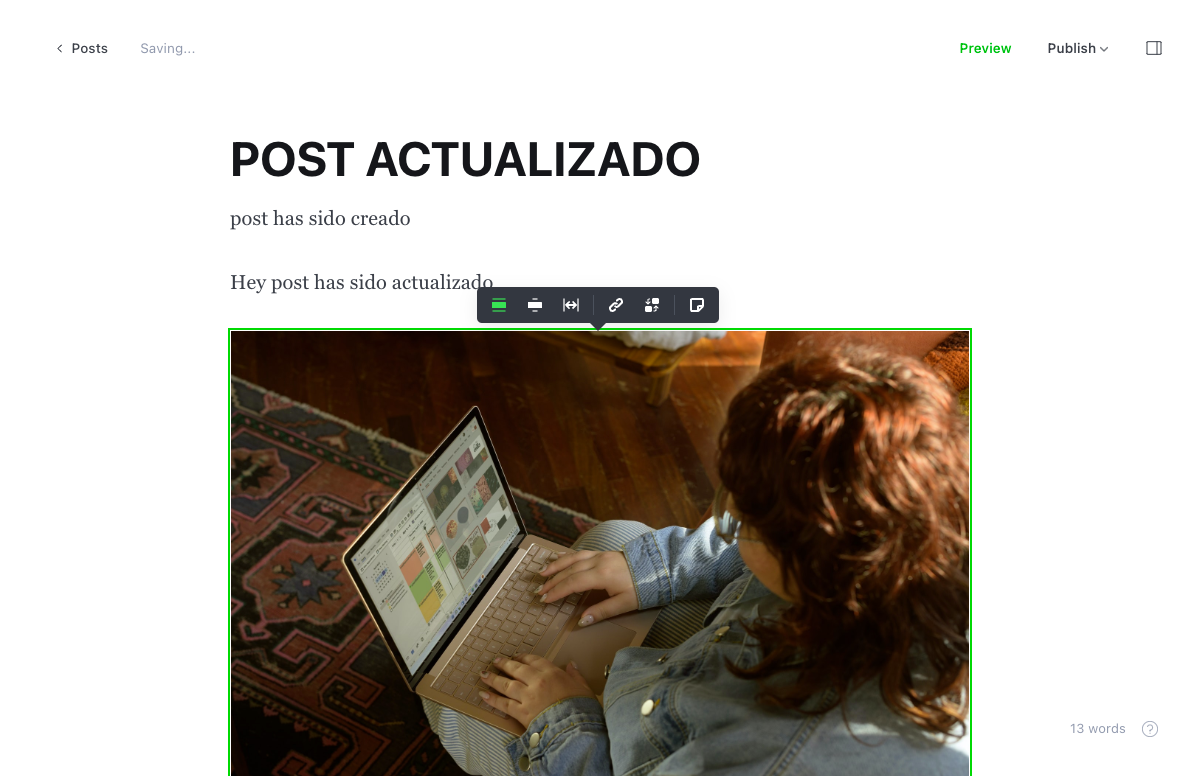 Posts
Saving...
Preview
Publish
POST ACTUALIZADO
post has sido creado
Hey post has sido actualizado
13 words
?